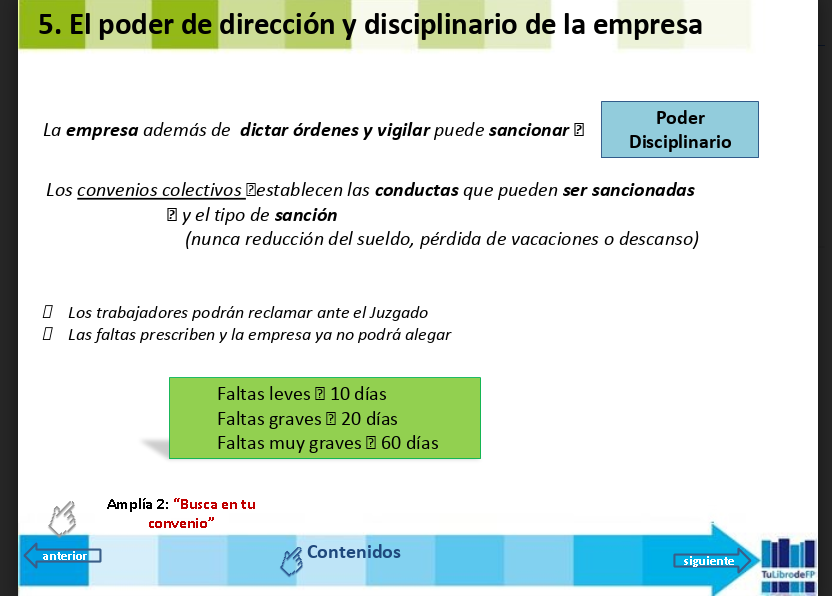 5. El poder de dirección y disciplinario de la empresa
La empresa además de dictar órdenes y vigilar puede sancionar
Poder
Disciplinario
Los convenios colectivos establecen las conductas que pueden ser sancionadas
y el tipo de sanción
(nunca reducción del sueldo, pérdida de vacaciones o descanso)
Los trabajadores podrán reclamar ante el Juzgado
Las faltas prescriben y la empresa ya no podrá alegar
Faltas leves 10 días
Faltas graves 20 días
Faltas muy graves 60 días
Amplía 2: “Busca en tu
convenio”
anterior
Contenidos
siguiente
TuLibrodeFP